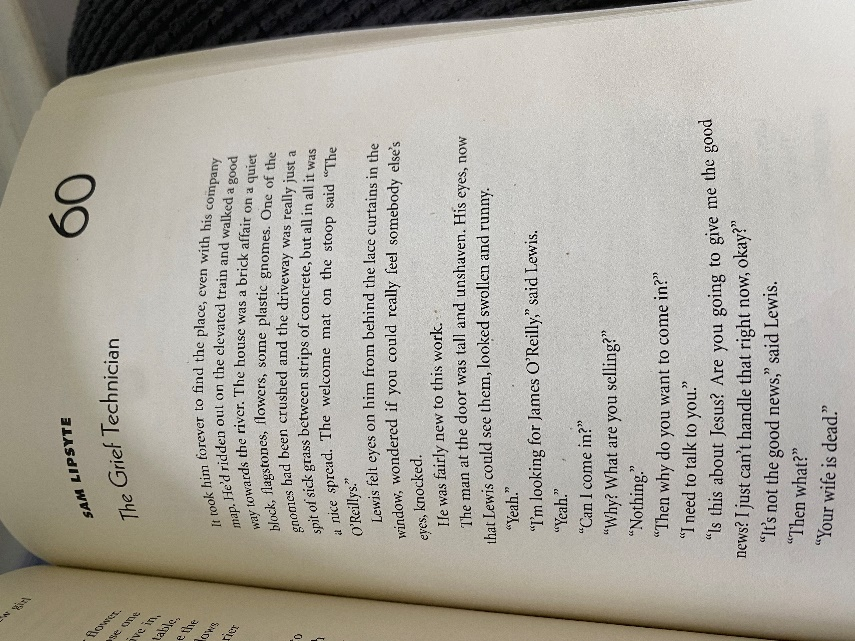 60
SAM LIPSYTE
The Grief Technician
It took him forever to find the place, even with his company
map. He'd ridden out on the elevated train and walked a good
way towards the river. The house was a brick affair on a quiet
block, flagstones, flowers, some plastic gnomes. One of the
gnomes had been crushed and the driveway was really just a
spit of sick grass between strips of concrete, but all in all it was
a nice spread. The welcome mat on the stoop said “The
O'Reillys.”
Lewis felt eyes on him from behind the lace curtains in the
window, wondered if you could really feel somebody else's
eyes, knocked.
He was fairly new to this work.
The man at the door was tall and unshaven. His eyes, now
that Lewis could see them, looked swollen and runny.
“Yeah.”
“I'm looking for James O'Reilly,” said Lewis.
“Yeah.”
“Can I come in?”
“Why? What are you selling?”
“Nothing.”
“Then why do you want to come in?”
“I need to talk to you.”
“Is this about Jesus? Are you going to give me the good
news? I just can't handle that right now, okay?”
“It's not the good news,” said Lewis.
“Then what?”
“Your wife is dead.”
girl
flower.
one
in,
table,
the